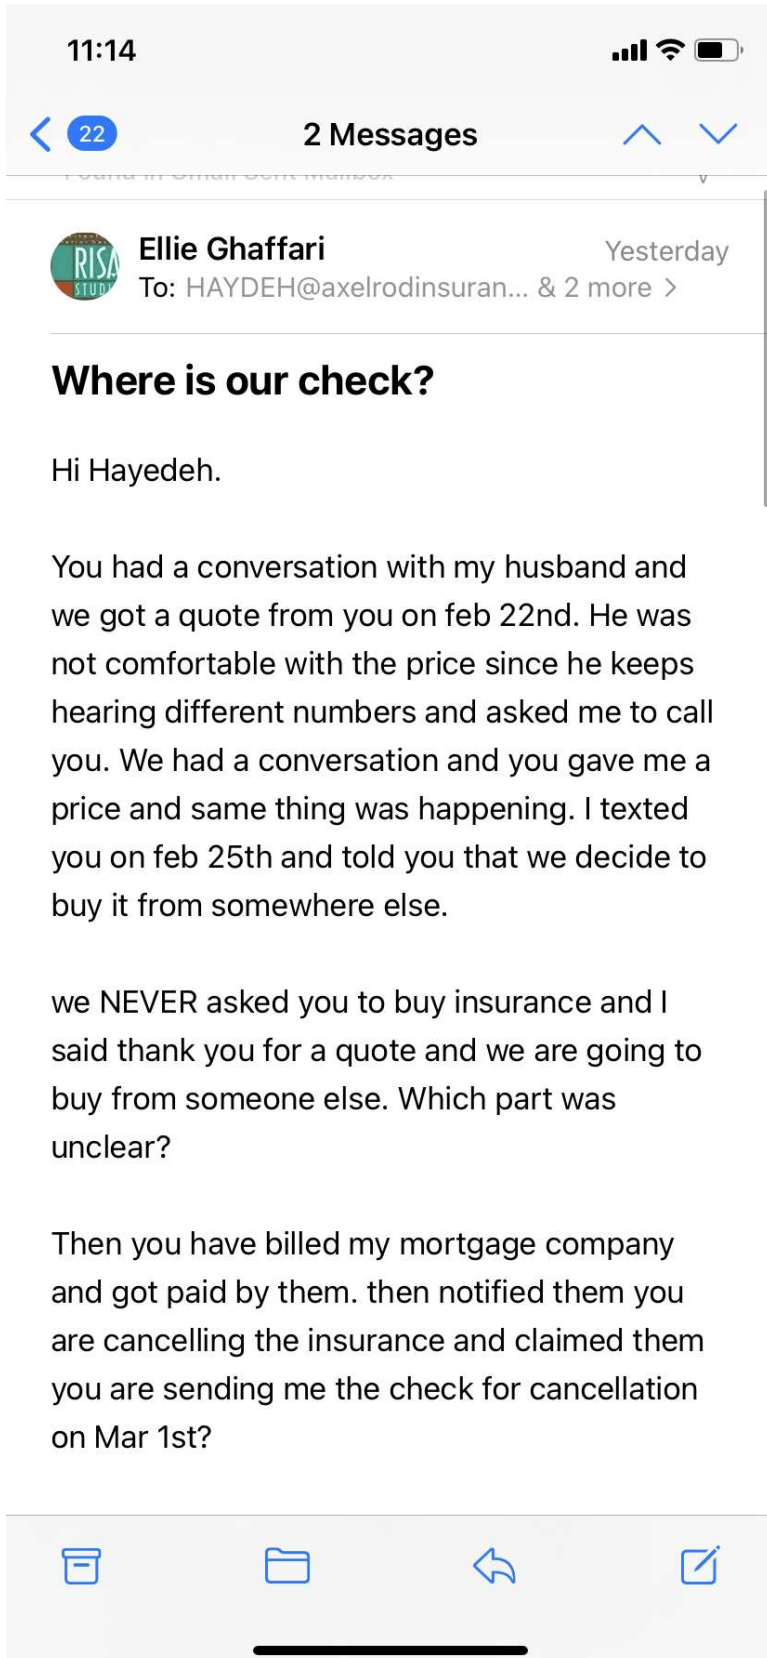 11:14
22
2 Messages
Ellie Ghaffari
Yesterday
To: HAYDEH@axelrodinsuran... & 2 more
RISA
STUDI
Where is our check?
Hi Hayedeh.
You had a conversation with my husband and
we got a quote from you on feb 22nd. He was
not comfortable with the price since he keeps
hearing different numbers and asked me to call
you. We had a conversation and you gave me a
price and same thing was happening. I texted
you on feb 25th and told you that we decide to
buy it from somewhere else.
we NEVER asked you to buy insurance and I
said thank you for a quote and we are going to
buy from someone else. Which part was
unclear?
Then you have billed my mortgage company
and got paid by them. then notified them you
are cancelling the insurance and claimed them
you are sending me the check for cancellation
on Mar 1st?